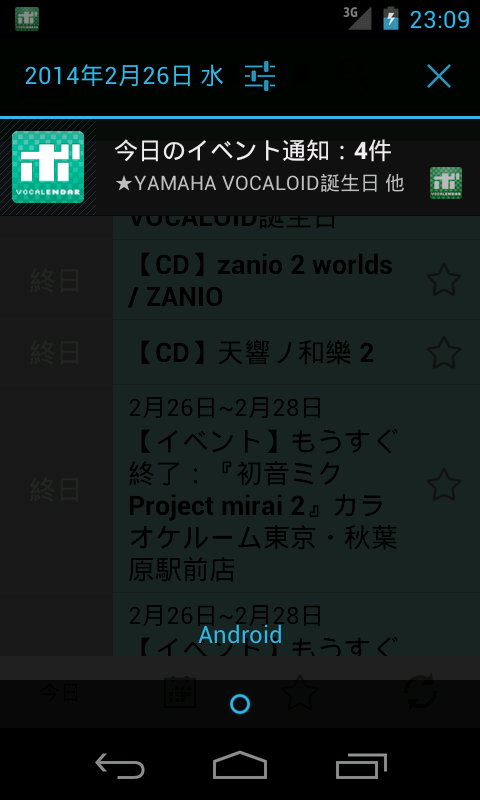 3G
23:09
2014年2月26日 水
ボ
VOCALENDAR
今日のイベント通知：4件
★YAMAHA VOCALOID誕生日 他
VOCALOID誕生日
終日
【CD】zanio 2 worlds
/ ZANIO
終日
【CD】天響ノ和樂 2
2月26日~2月28日
終日
【イベント】もうすぐ
終了：『初音ミク
Project mirai 2』カラ
オケルーム東京・秋葉
原駅前店
2月26日~2月28日
【イベント】もうすぐ
Android
今日